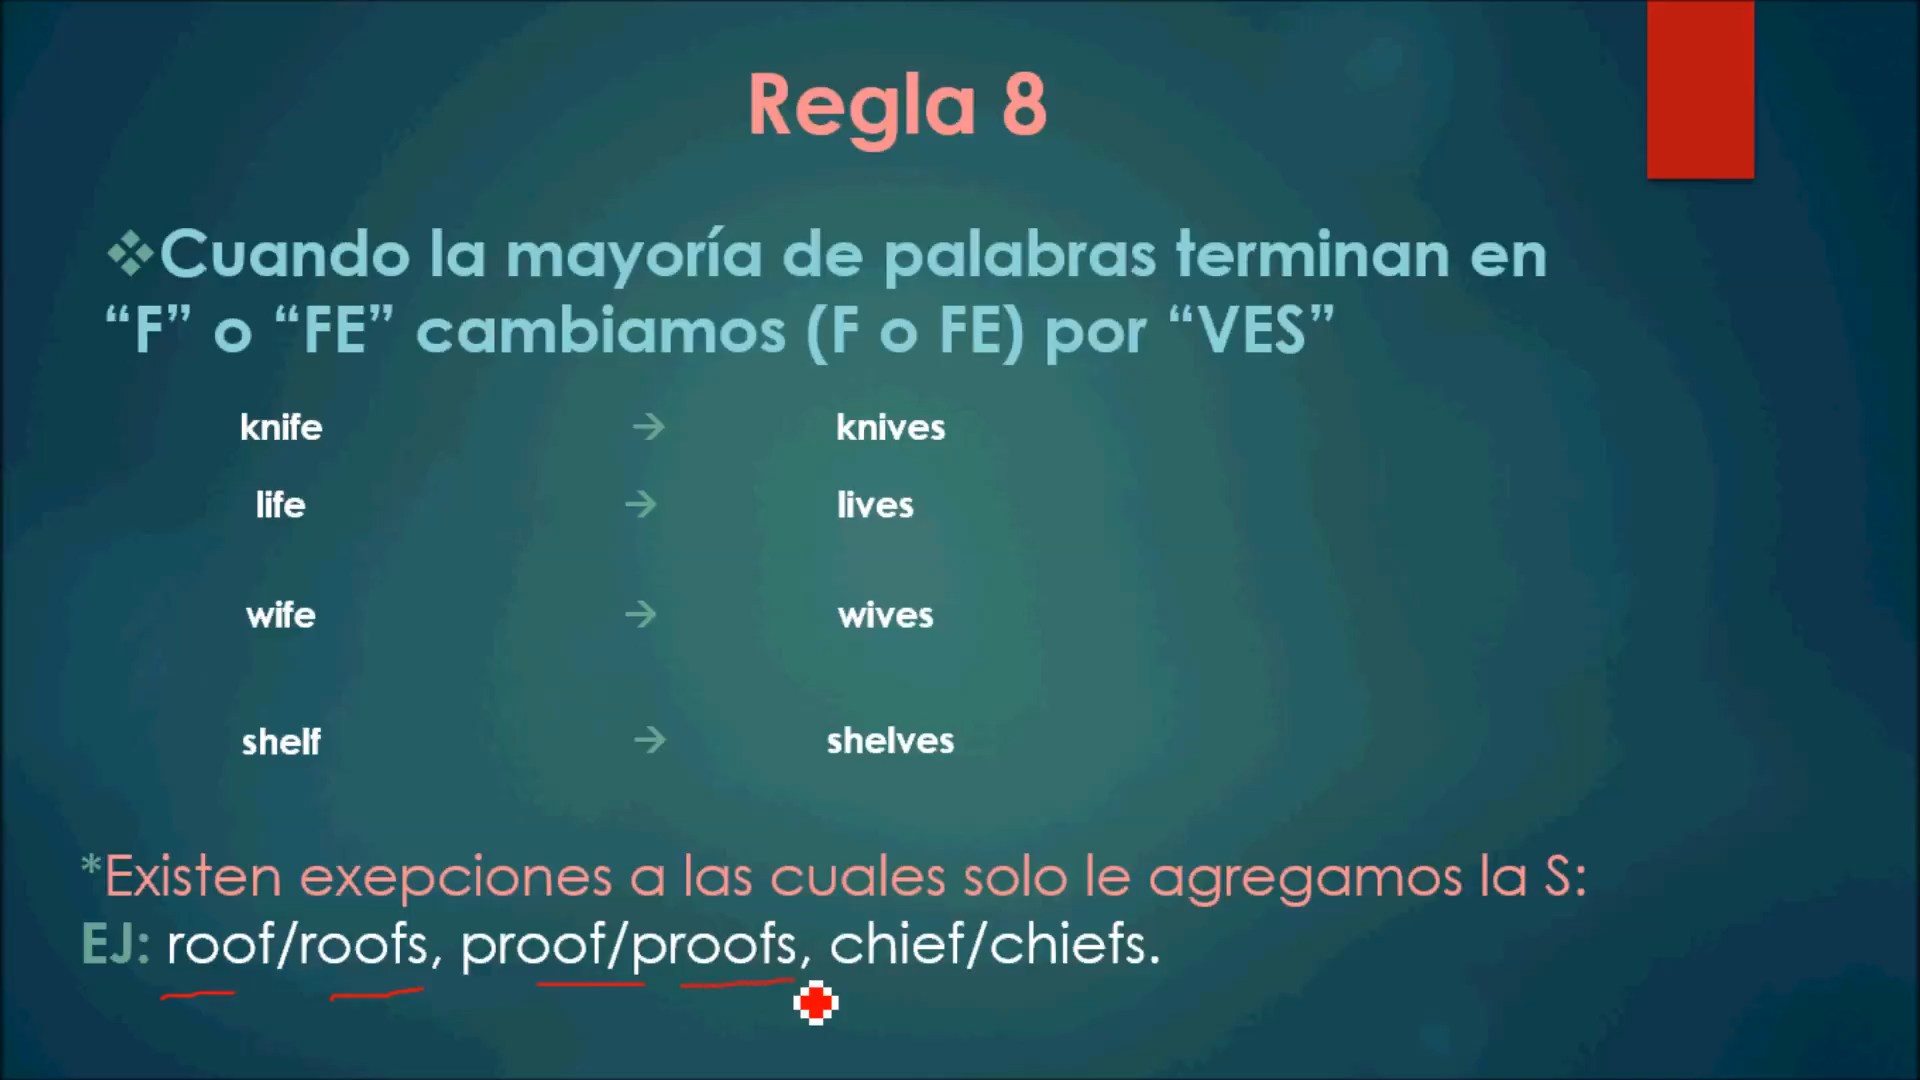 Regla 8
❖Cuando la mayoría de palabras terminan en
“F” o “FE” cambiamos (F o FE) por “VES”
knife → knives
life → lives
wife → wives
shelf → shelves
*Existen exepciones a las cuales solo le agregamos la S:
EJ: roof/roofs, proof/proofs, chief/chiefs.